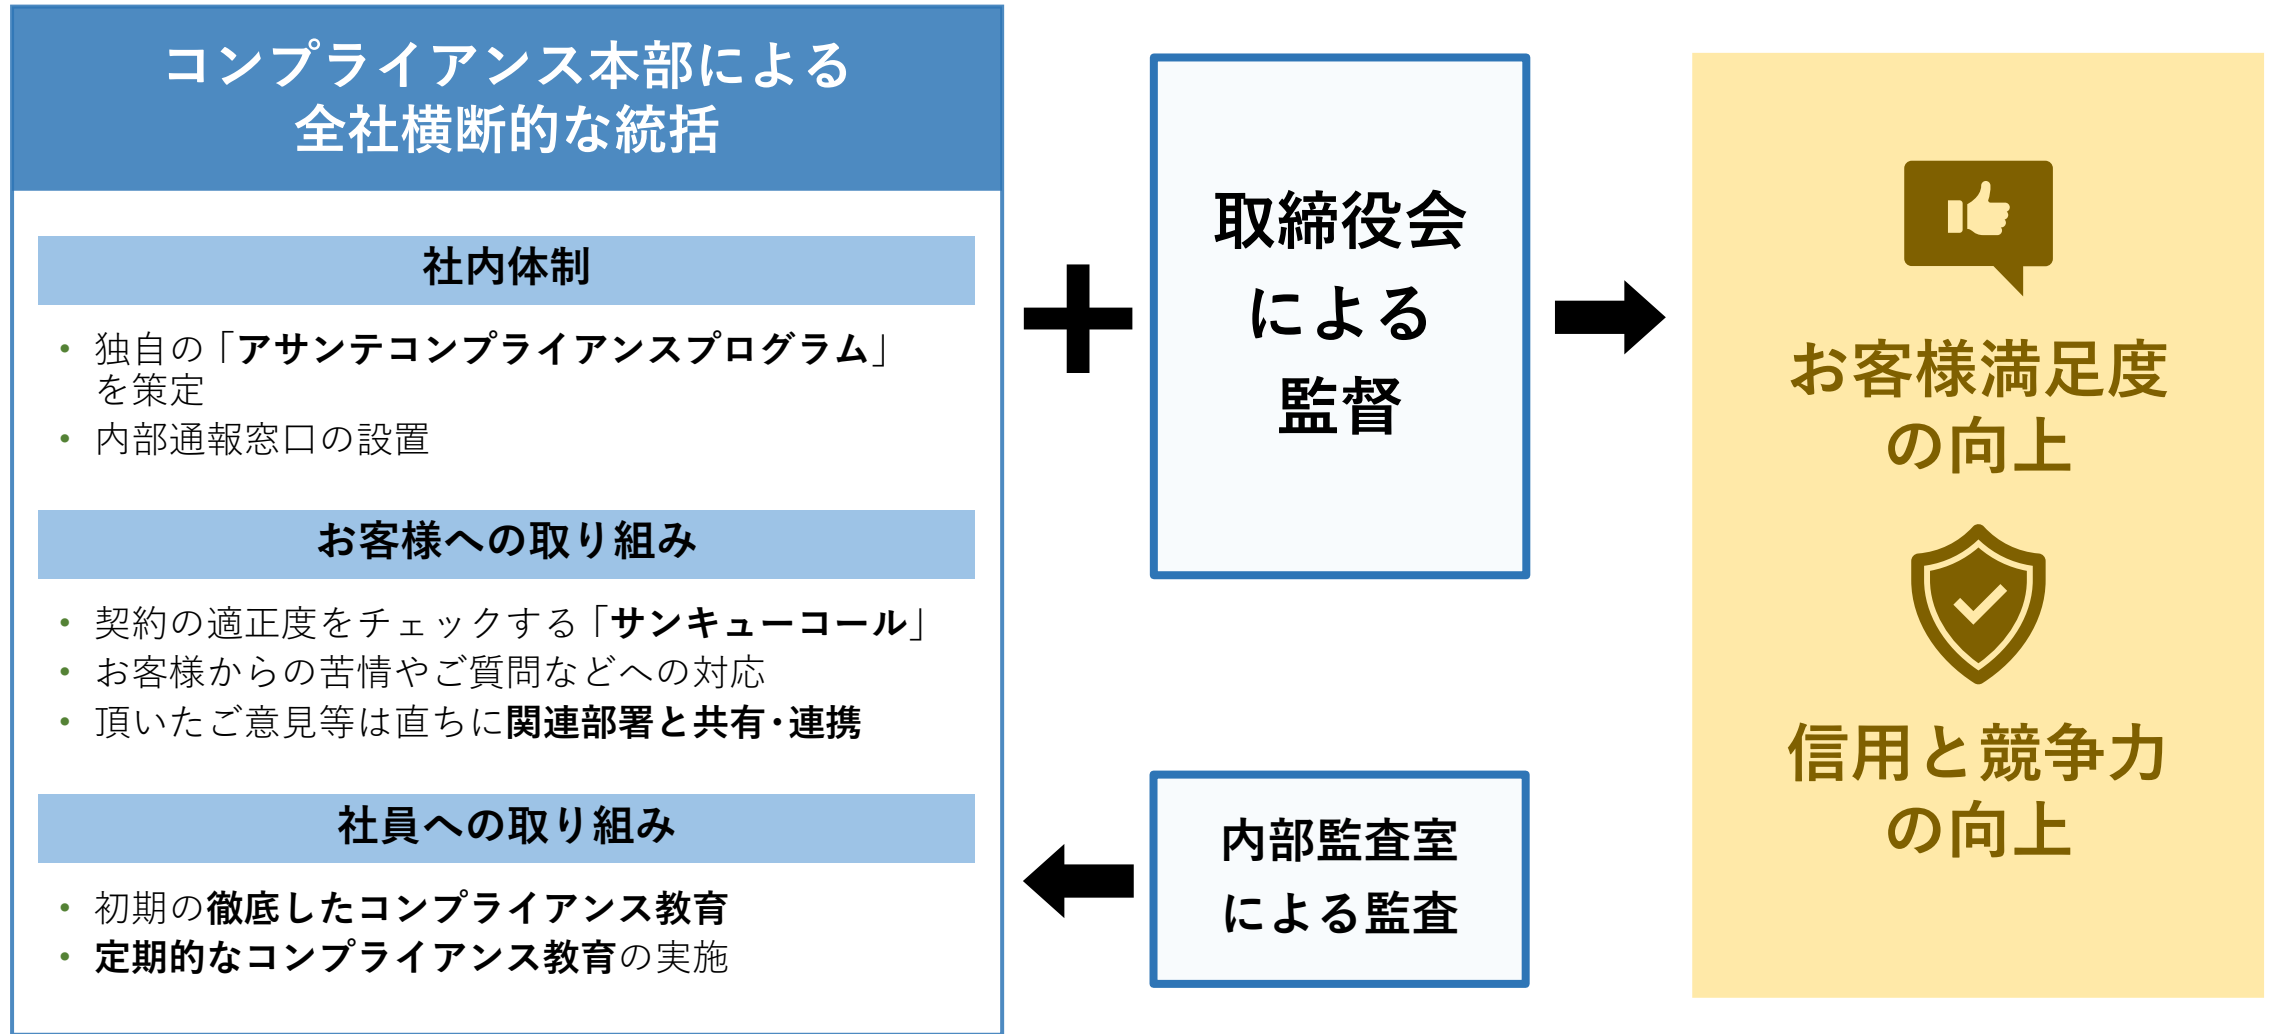 コンプライアンス本部による
全社横断的な統括
社内体制
• 独自の「アサンテコンプライアンスプログラム」
を策定
• 内部通報窓口の設置
お客様への取り組み
• 契約の適正度をチェックする「サンキューコール」
• お客様からの苦情やご質問などへの対応
• 頂いたご意見等は直ちに関連部署と共有・連携
社員への取り組み
• 初期の徹底したコンプライアンス教育
• 定期的なコンプライアンス教育の実施
取締役会
による
監督
内部監査室
による監査
お客様満足度
の向上
信用と競争力
の向上